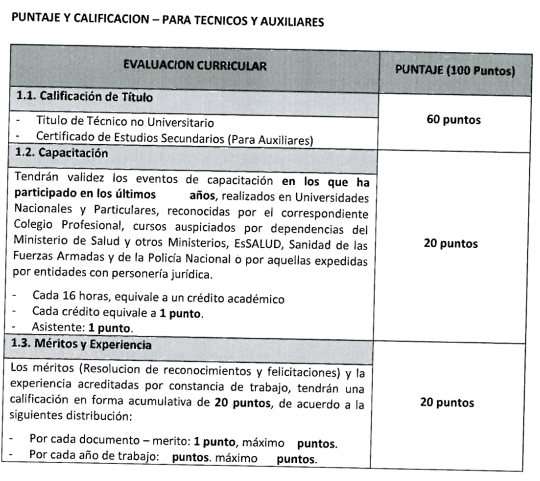 PUNTAJE Y CALIFICACION – PARA TECNICOS Y AUXILIARES
EVALUACION CURRICULAR
PUNTAJE (100 Puntos)
1.1. Calificación de Título
- Titulo de Técnico no Universitario
- Certificado de Estudios Secundarios (Para Auxiliares)
60 puntos
1.2. Capacitación
Tendrán validez los eventos de capacitación en los que ha
participado en los últimos años, realizados en Universidades
Nacionales y Particulares, reconocidas por el correspondiente
Colegio Profesional, cursos auspiciados por dependencias del
Ministerio de Salud y otros Ministerios, EsSALUD, Sanidad de las
Fuerzas Armadas y de la Policía Nacional o por aquellas expedidas
por entidades con personería jurídica.
- Cada 16 horas, equivale a un crédito académico
- Cada crédito equivale a 1 punto.
- Asistente: 1 punto.
20 puntos
1.3. Méritos y Experiencia
Los méritos (Resolucion de reconocimientos y felicitaciones) y la
experiencia acreditadas por constancia de trabajo, tendrán una
calificación en forma acumulativa de 20 puntos, de acuerdo a la
siguientes distribución:
- Por cada documento – merito: 1 punto, máximo puntos.
- Por cada año de trabajo: puntos. máximo puntos.
20 puntos